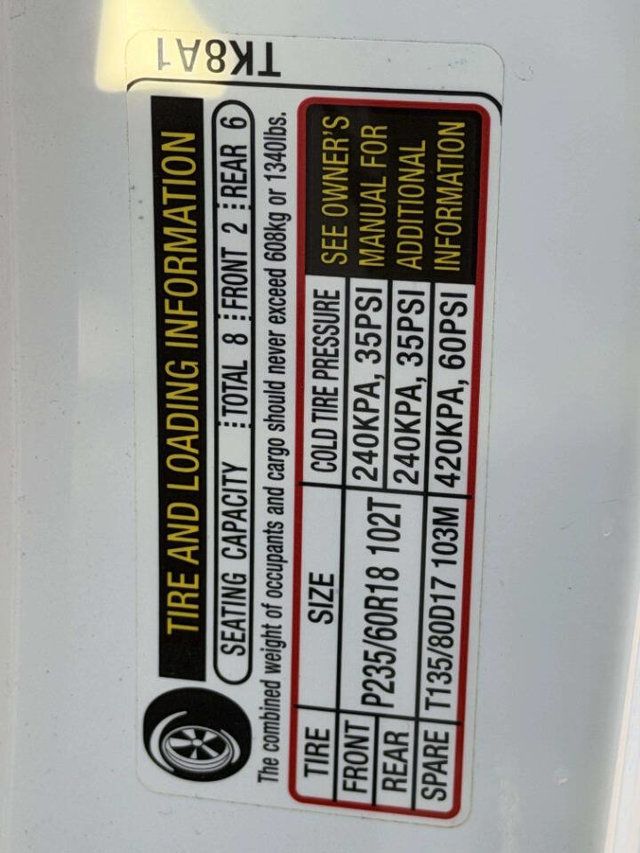 TK8A1
TIRE AND LOADING INFORMATION
SEATING CAPACITY TOTAL 8 FRONT 2 REAR 6
The combined weight of occupants and cargo should never exceed 608kg or 1340lbs.
TIRE SIZE COLD TIRE PRESSURE
FRONT P235/60R18 102T 240KPA, 35PSI
REAR 240KPA, 35PSI
SPARE T135/80D17 103M 420KPA, 60PSI
SEE OWNER'S
MANUAL FOR
ADDITIONAL
INFORMATION